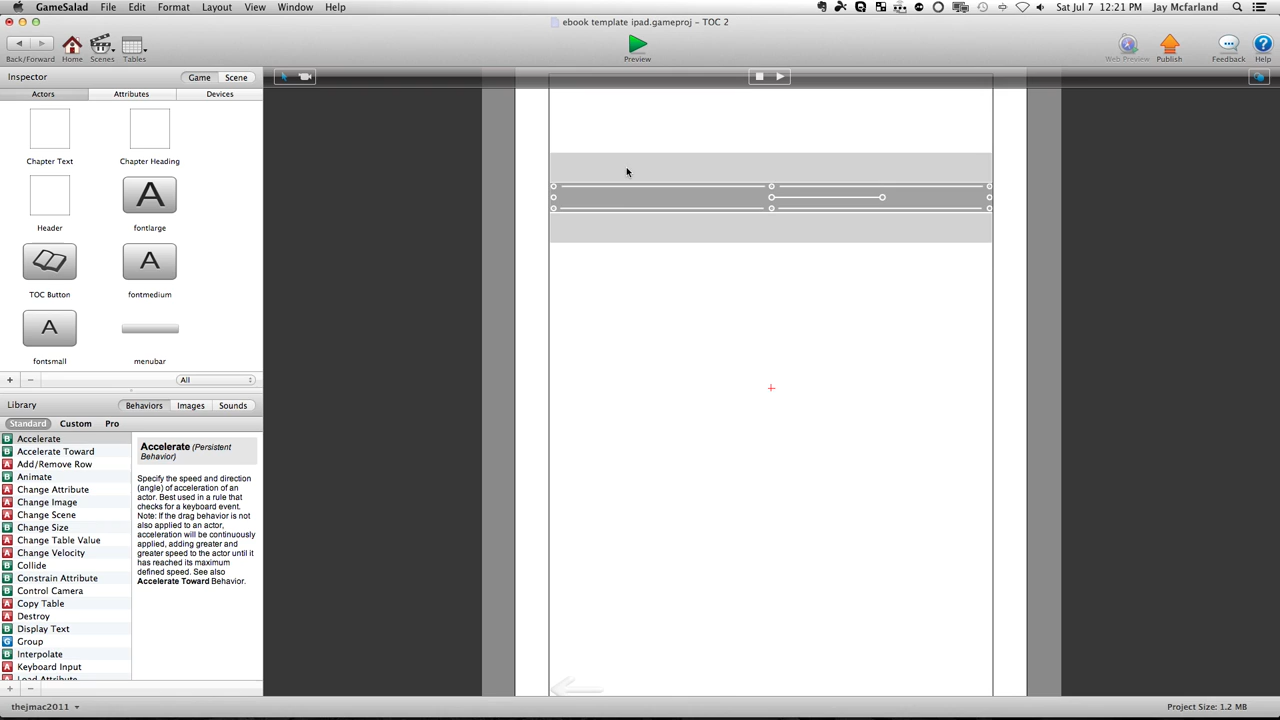 GameSalad File Edit Format Layout View Window Help Sat Jul 7 12:21 PM Jay Mcfarland
ebook template ipad.gameproj – TOC 2
Back/Forward Home Scenes Tables Preview Web Preview Publish Feedback Help
Inspector Game Scene
Actors Attributes Devices
Chapter Text Chapter Heading
A
Header fontlarge
A
TOC Button fontmedium
A
fontsmall menubar
+ − All
Library Behaviors Images Sounds
Standard Custom Pro
B Accelerate
B Accelerate Toward
A Add/Remove Row
B Animate
A Change Attribute
A Change Image
A Change Scene
B Change Size
A Change Table Value
A Change Velocity
B Collide
B Constrain Attribute
B Control Camera
A Copy Table
A Destroy
B Display Text
G Group
B Interpolate
A Keyboard Input
A Load Attribute
Accelerate (Persistent
Behavior)
Specify the speed and direction
(angle) of acceleration of an
actor. Best used in a rule that
checks for a keyboard event.
Note: If the drag behavior is not
also applied to an actor,
acceleration will be continuously
applied, adding greater and
greater speed to the actor until it
has reached its maximum
defined speed. See also
Accelerate Toward Behavior.
+ −
thejmac2011 Project Size: 1.2 MB